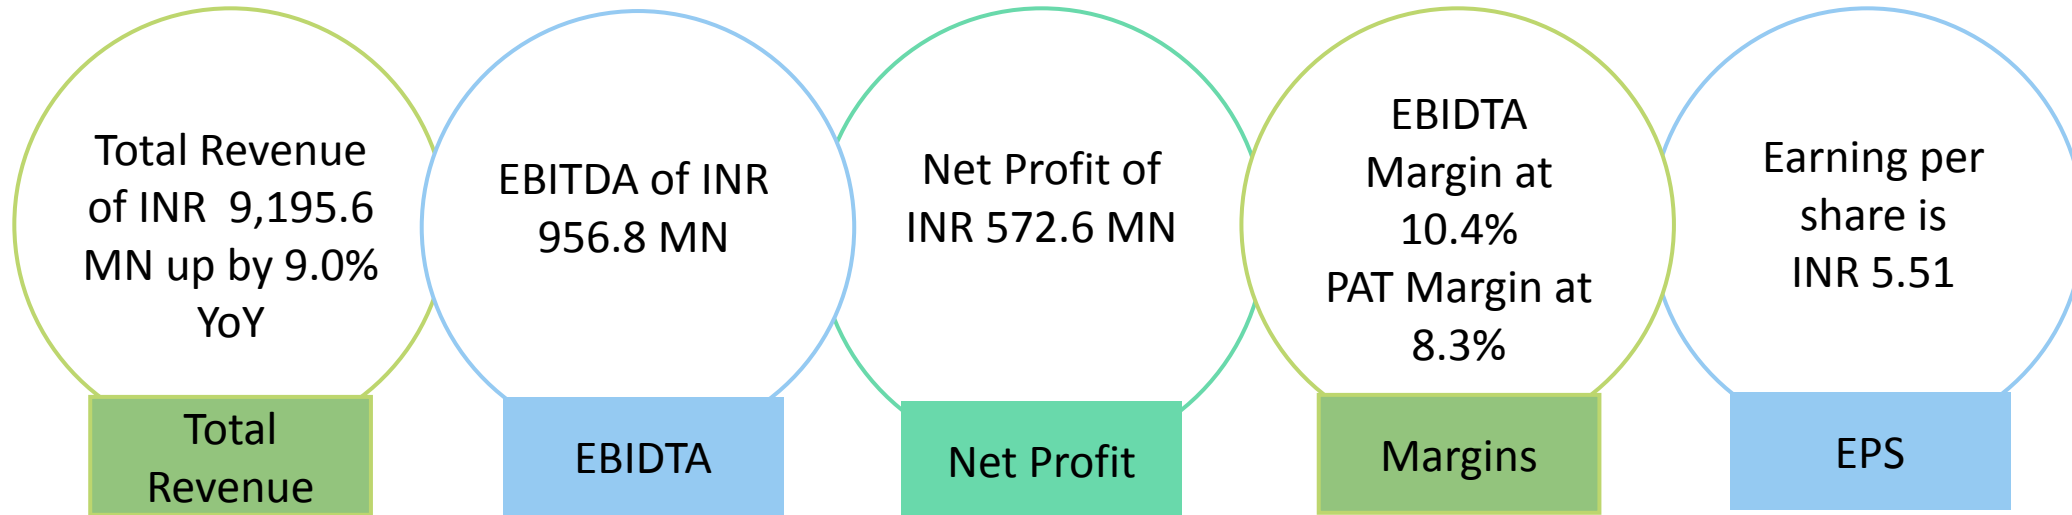 Total Revenue
of INR 9,195.6
MN up by 9.0%
YoY
Total
Revenue
EBITDA of INR
956.8 MN
EBIDTA
Net Profit of
INR 572.6 MN
Net Profit
EBIDTA
Margin at
10.4%
PAT Margin at
8.3%
Margins
Earning per
share is
INR 5.51
EPS